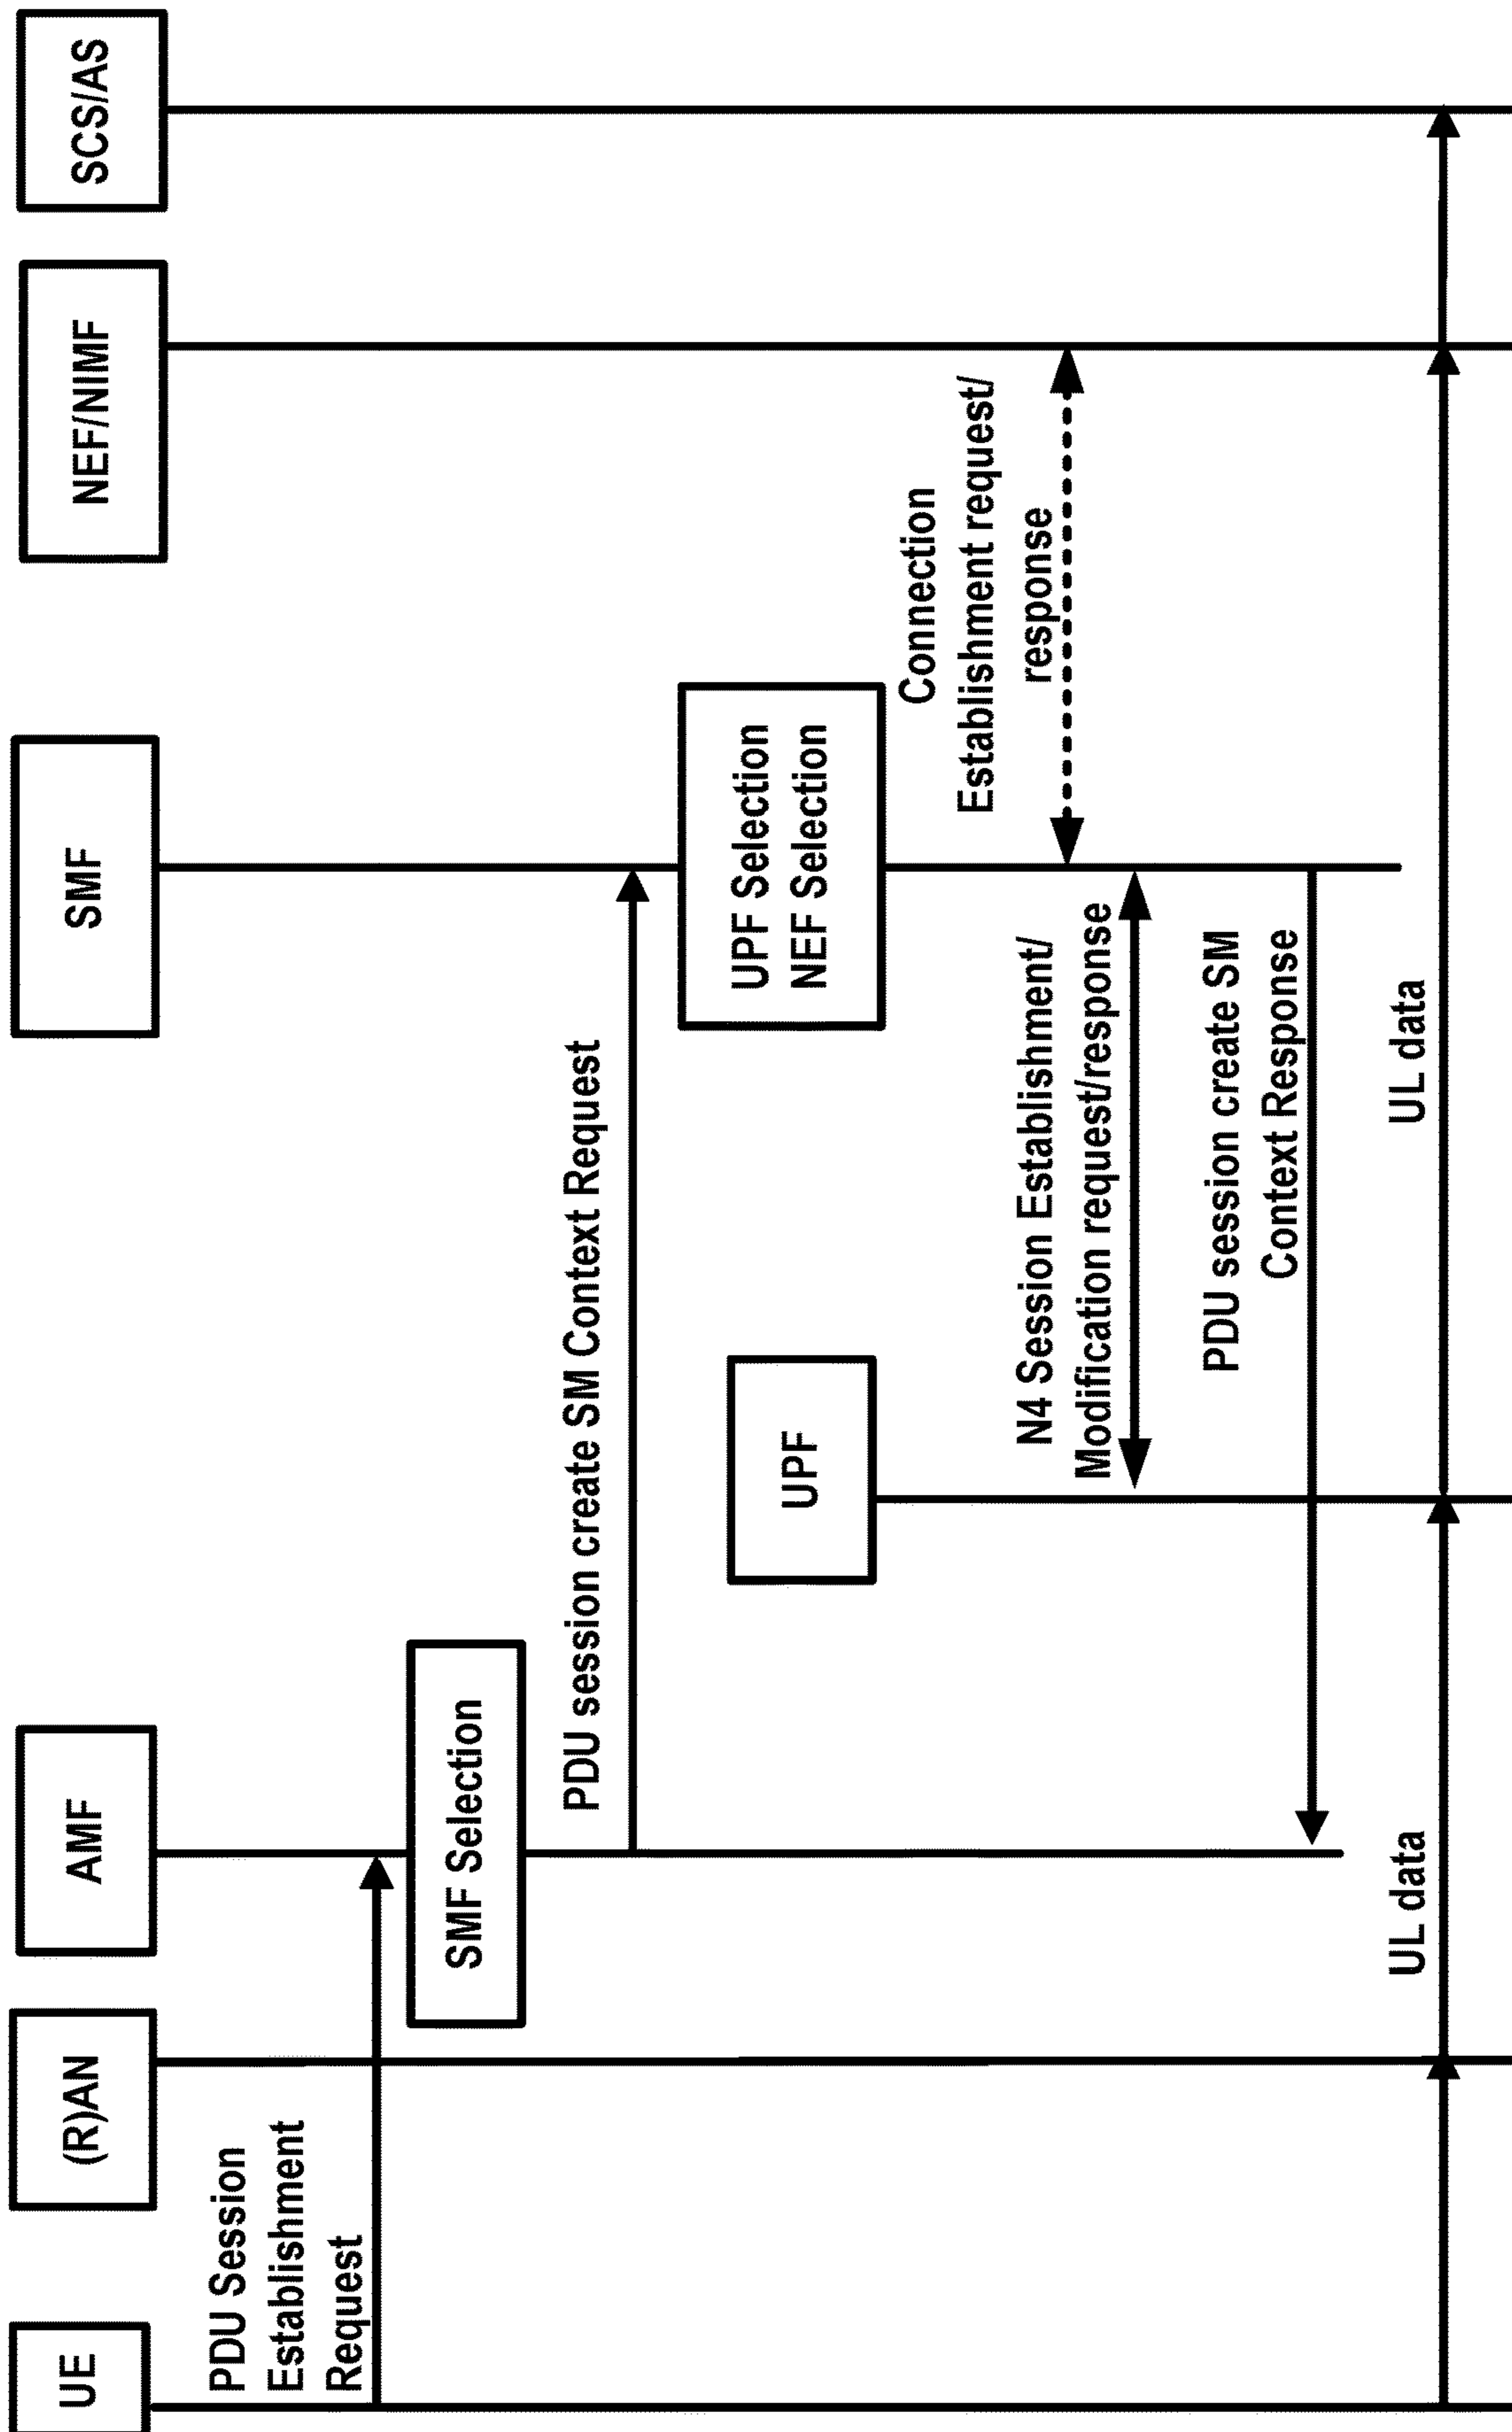 UE
(R)AN
AMF
SMF
NEF/NIMF
SCS/AS
PDU Session
Establishment
Request
SMF Selection
PDU session create SM Context Request
UPF Selection
NEF Selection
UPF
Connection
Establishment request/
response
N4 Session Establishment/
Modification request/response
PDU session create SM
Context Response
UL data
UL data